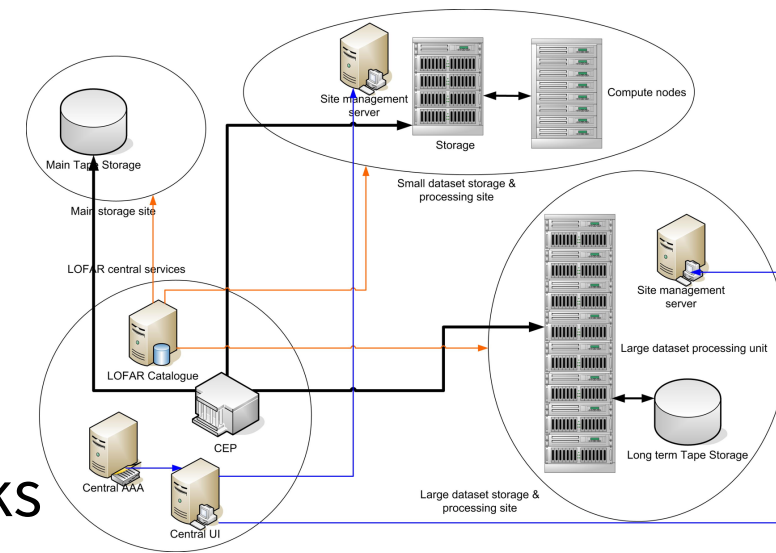 Site management
server
Storage
Compute nodes
Main Tape Storage
Main storage site
Small dataset storage &
processing site
LOFAR central services
LOFAR Catalogue
CEP
Central AAA
Central UI
Site management
server
Large dataset processing unit
Long term Tape Storage
Large dataset storage &
processing site
ks